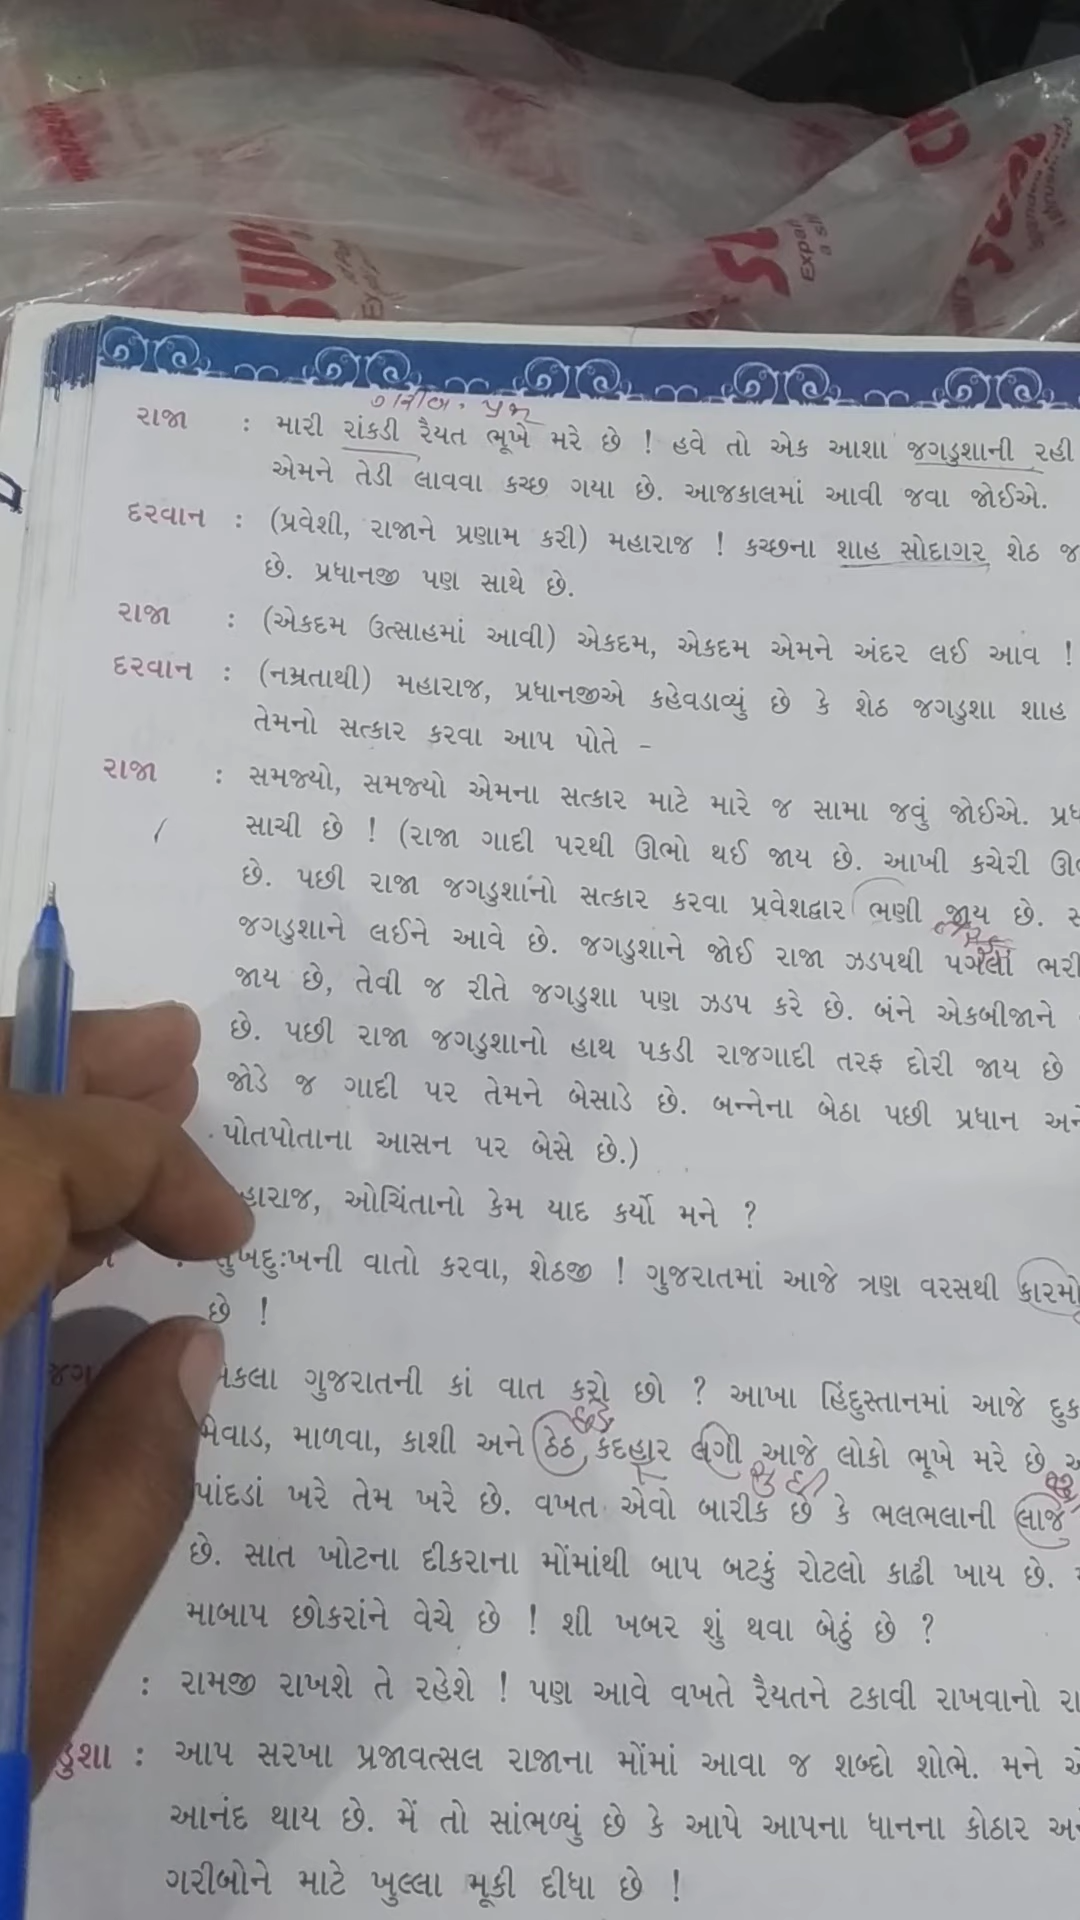 ગરીબ પ્રજા
રાજા : મારી રાંકડી રૈયત ભૂખે મરે છે ! હવે તો એક આશા જગડુશાની રહી
એમને તેડી લાવવા કચ્છ ગયા છે. આજકાલમાં આવી જવા જોઈએ.
દરવાન : (પ્રવેશી, રાજાને પ્રણામ કરી) મહારાજ ! કચ્છના શાહ સોદાગર શેઠ જ
છે. પ્રધાનજી પણ સાથે છે.
રાજા : (એકદમ ઉત્સાહમાં આવી) એકદમ, એકદમ એમને અંદર લઈ આવ !
દરવાન : (નમ્રતાથી) મહારાજ, પ્રધાનજીએ કહેવડાવ્યું છે કે શેઠ જગડુશા શાહ
તેમનો સત્કાર કરવા આપ પોતે –
રાજા : સમજ્યો, સમજ્યો એમના સત્કાર માટે મારે જ સામા જવું જોઈએ. પ્રધ
સાચી છે ! (રાજા ગાદી પરથી ઊભો થઈ જાય છે. આખી કચેરી ઊ
છે. પછી રાજા જગડુશાનો સત્કાર કરવા પ્રવેશદ્વાર ભણી જાય છે.
તરફ
જગડુશાને લઈને આવે છે. જગડુશાને જોઈ રાજા ઝડપથી પગલાં ભરી
જાય છે, તેવી જ રીતે જગડુશા પણ ઝડપ કરે છે. બંને એકબીજાને
છે. પછી રાજા જગડુશાનો હાથ પકડી રાજગાદી તરફ દોરી જાય છે
જોડે જ ગાદી પર તેમને બેસાડે છે. બન્નેના બેઠા પછી પ્રધાન અને
પોતપોતાના આસન પર બેસે છે.)
હારાજ, ઓચિંતાનો કેમ યાદ કર્યો મને ?
: સુખદુઃખની વાતો કરવા, શેઠજી ! ગુજરાતમાં આજે ત્રણ વરસથી કારમો
છે !
જગ એકલા ગુજરાતની કાં વાત કરો છો ? આખા હિંદુસ્તાનમાં આજે દુક
છેક
મેવાડ, માળવા, કાશી અને ઠેઠ કંદહાર લગી આજે લોકો ભૂખે મરે છે
સુધી
પાંદડાં ખરે તેમ ખરે છે. વખત એવો બારીક છે કે ભલભલાની લાજ
છે. સાત ખોટના દીકરાના મોંમાંથી બાપ બટકું રોટલો કાઢી ખાય છે.
માબાપ છોકરાંને વેચે છે ! શી ખબર શું થવા બેઠું છે ?
: રામજી રાખશે તે રહેશે ! પણ આવે વખતે રૈયતને ટકાવી રાખવાનો રા
ડુશા : આપ સરખા પ્રજાવત્સલ રાજાના મોંમાં આવા જ શબ્દો શોભે. મને એ
આનંદ થાય છે. મેં તો સાંભળ્યું છે કે આપે આપના ધાનના કોઠાર અને
ગરીબોને માટે ખુલ્લા મૂકી દીધા છે !